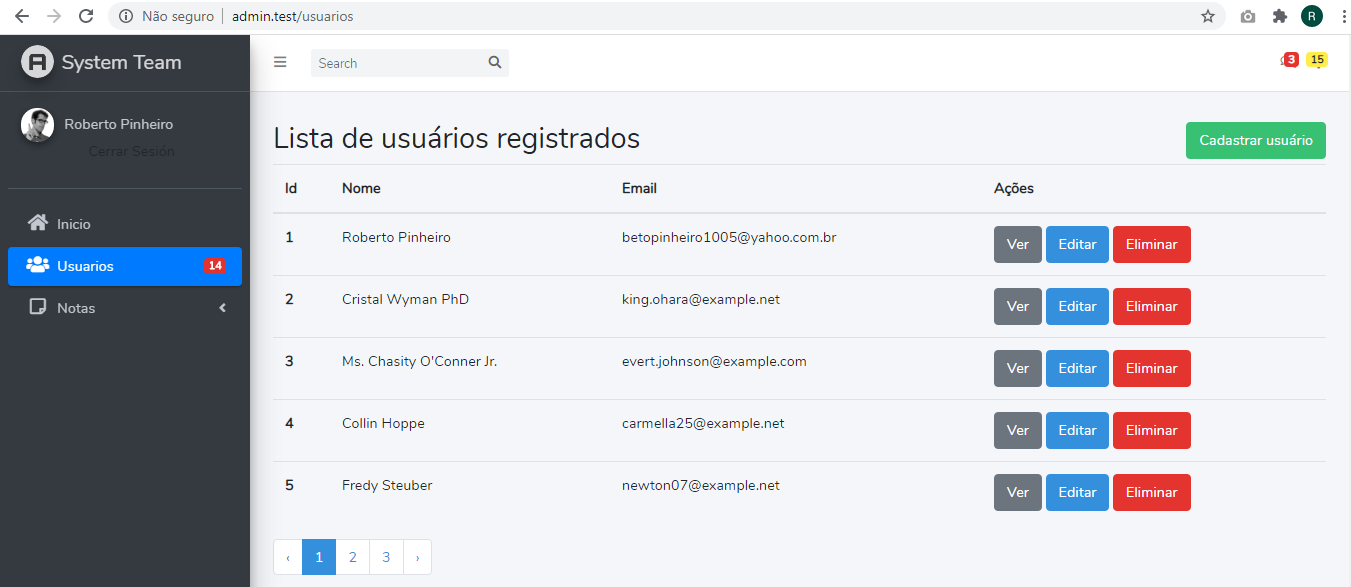 Não seguro admin.test/usuarios
R
System Team
Search
3 15
Roberto Pinheiro
Cerrar Sesión
Inicio
Usuarios 14
Notas
Lista de usuários registrados
Cadastrar usuário
Id Nome Email Ações
1 Roberto Pinheiro betopinheiro1005@yahoo.com.br Ver Editar Eliminar
2 Cristal Wyman PhD king.ohara@example.net Ver Editar Eliminar
3 Ms. Chasity O'Conner Jr. evert.johnson@example.com Ver Editar Eliminar
4 Collin Hoppe carmella25@example.net Ver Editar Eliminar
5 Fredy Steuber newton07@example.net Ver Editar Eliminar
‹ 1 2 3 ›